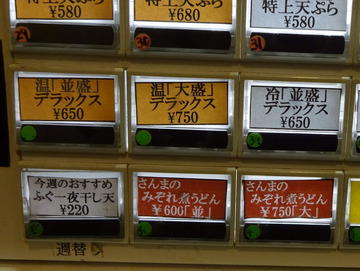 特上天ぷら
¥580
特上天ぷら
¥680
特上天ぷら
¥580
温「並盛」
デラックス
¥650
温「大盛」
デラックス
¥750
冷「並盛」
デラックス
¥650
今週のおすすめ
ふぐ一夜干し天
¥220
さんまの
みぞれ煮うどん
¥600「並」
さんまの
みぞれ煮うどん
¥750「大」
週替